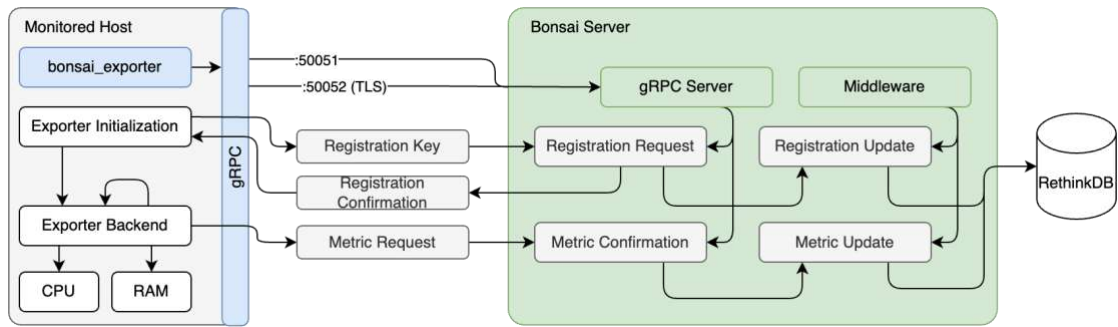 Monitored Host
Bonsai Server
bonsai_exporter
:50051
:50052 (TLS)
gRPC Server
Middleware
Exporter Initialization
gRPC
Registration Key
Registration Request
Registration Update
RethinkDB
Registration
Confirmation
Exporter Backend
Metric Request
Metric Confirmation
Metric Update
CPU
RAM